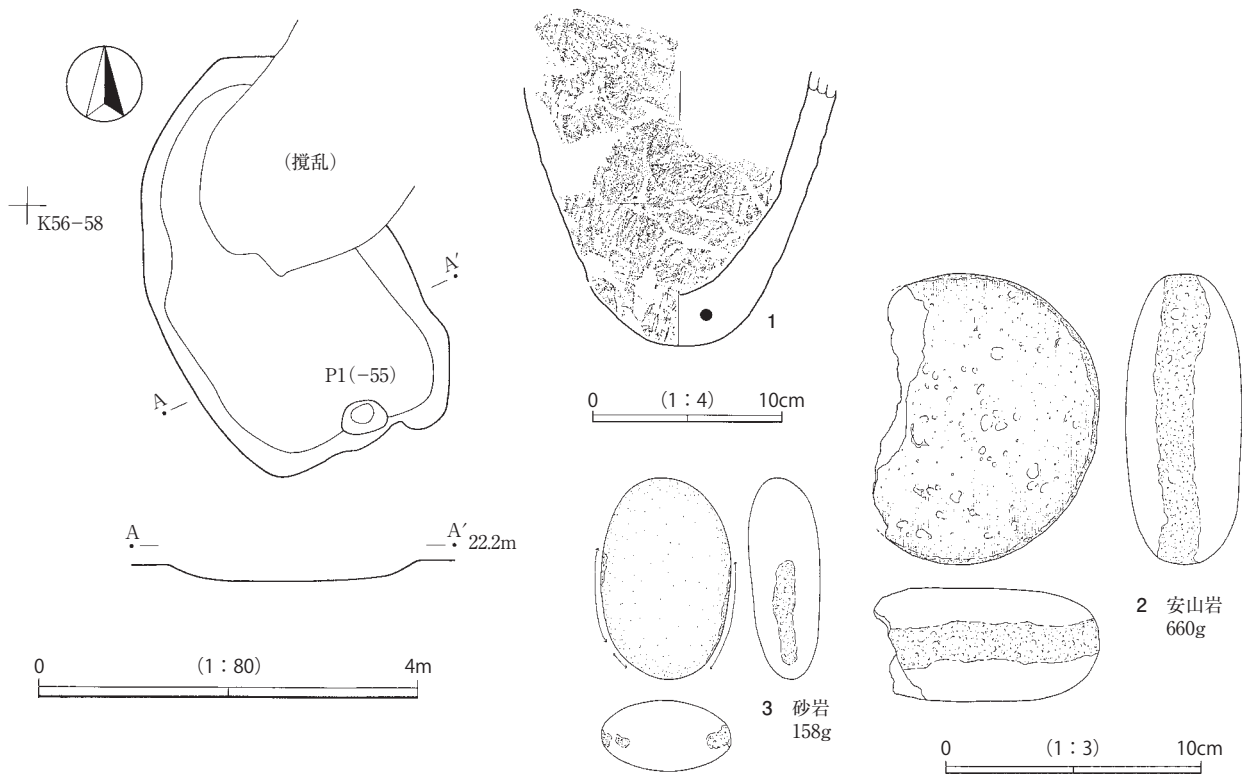 (撹乱)
K56−58
A′
P1(−55)
A
A
A′
22.2m
0 (1：80) 4m
1
0 (1：4) 10cm
2 安山岩
660g
3 砂岩
158g
0 (1：3) 10cm